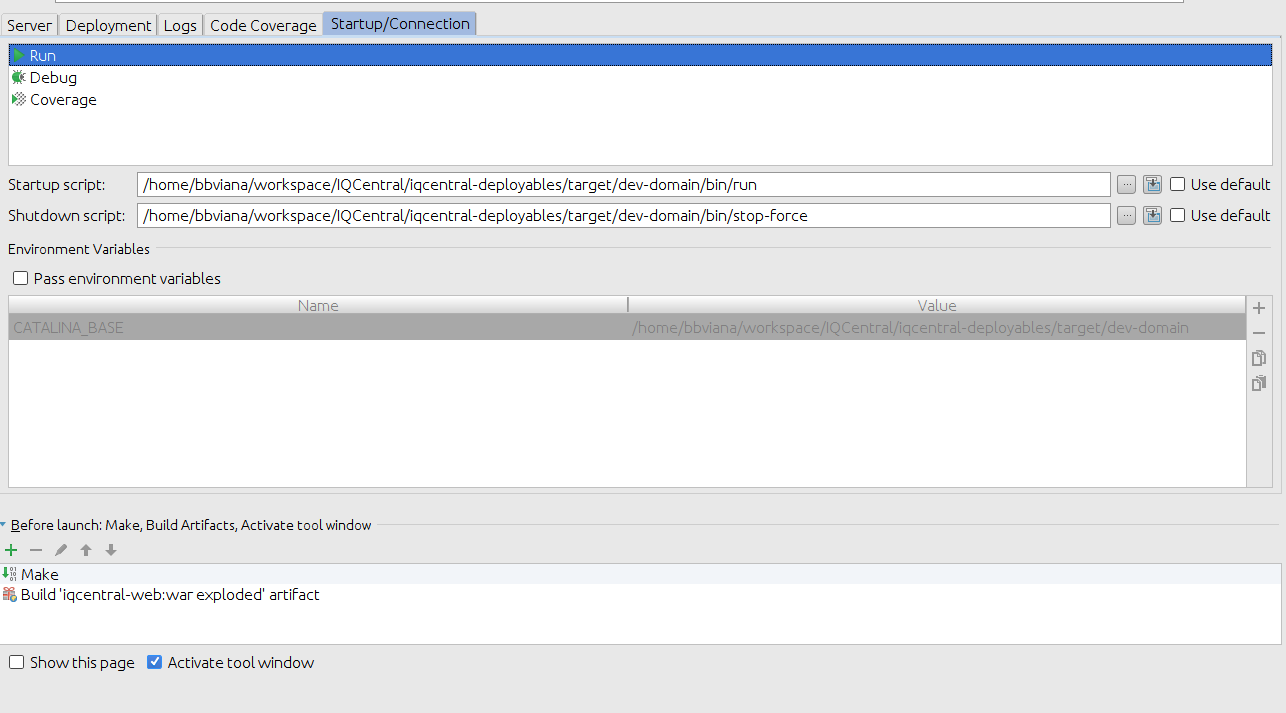 Server Deployment Logs Code Coverage Startup/Connection
Run
Debug
Coverage
Startup script: /home/bbviana/workspace/IQCentral/iqcentral-deployables/target/dev-domain/bin/run ... Use default
Shutdown script: /home/bbviana/workspace/IQCentral/iqcentral-deployables/target/dev-domain/bin/stop-force ... Use default
Environment Variables
Pass environment variables
Name Value
CATALINA_BASE /home/bbviana/workspace/IQCentral/iqcentral-deployables/target/dev-domain
Before launch: Make, Build Artifacts, Activate tool window
Make
Build 'iqcentral-web:war exploded' artifact
Show this page Activate tool window